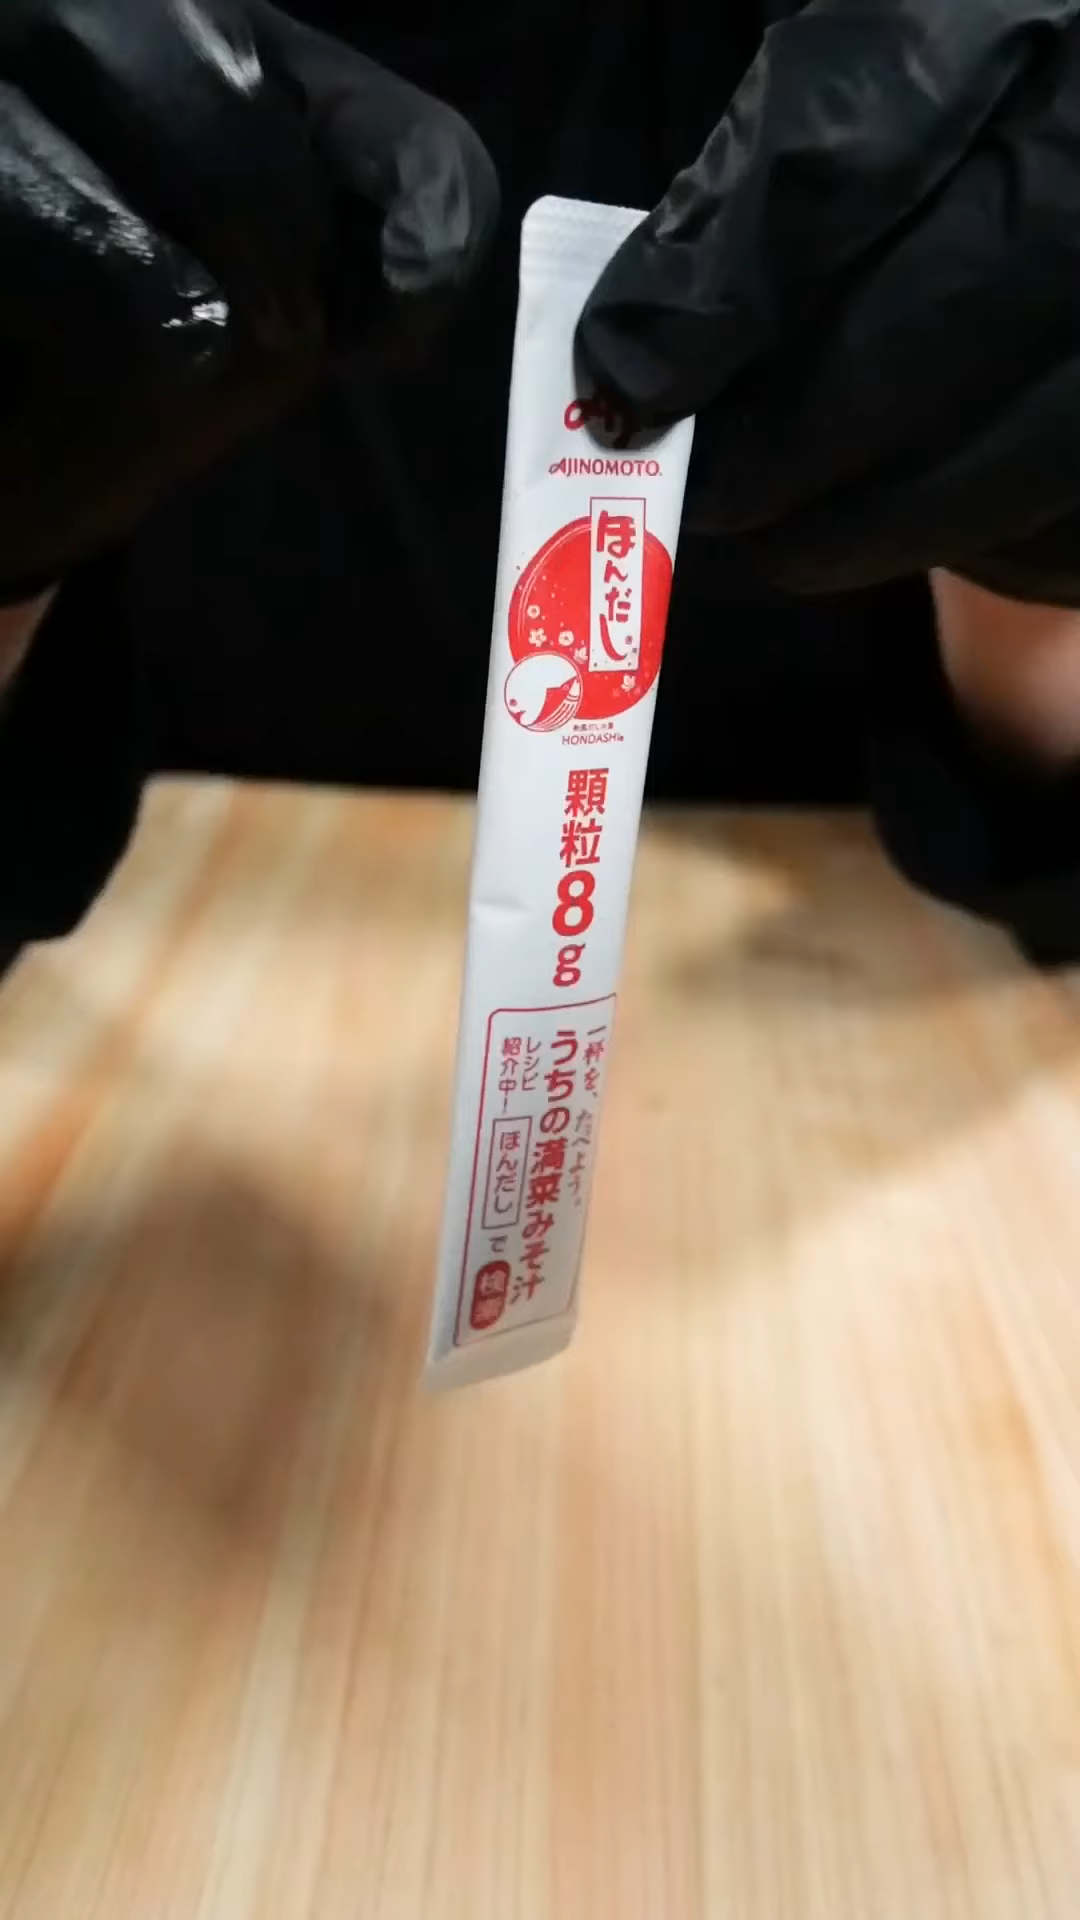 AJINOMOTO.
ほんだし
HONDASHI
顆粒
8g
一杯を、たべよう。
うちの満菜みそ汁
レシピ
紹介中!
ほんだし で 検索